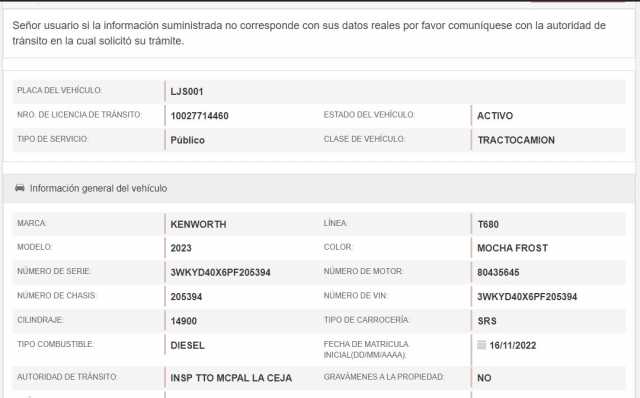 Señor usuario si la información suministrada no corresponde con sus datos reales por favor comuníquese con la autoridad de
tránsito en la cual solicitó su trámite.
PLACA DEL VEHÍCULO: LJS001
NRO. DE LICENCIA DE TRÁNSITO: 10027714460 ESTADO DEL VEHÍCULO: ACTIVO
TIPO DE SERVICIO: Público CLASE DE VEHÍCULO: TRACTOCAMION
Información general del vehículo
MARCA: KENWORTH LÍNEA: T680
MODELO: 2023 COLOR: MOCHA FROST
NÚMERO DE SERIE: 3WKYD40X6PF205394 NÚMERO DE MOTOR: 80435645
NÚMERO DE CHASIS: 205394 NÚMERO DE VIN: 3WKYD40X6PF205394
CILINDRAJE: 14900 TIPO DE CARROCERÍA: SRS
TIPO COMBUSTIBLE: DIESEL FECHA DE MATRICULA INICIAL(DD/MM/AAAA): 16/11/2022
AUTORIDAD DE TRÁNSITO: INSP TTO MCPAL LA CEJA GRAVÁMENES A LA PROPIEDAD: NO